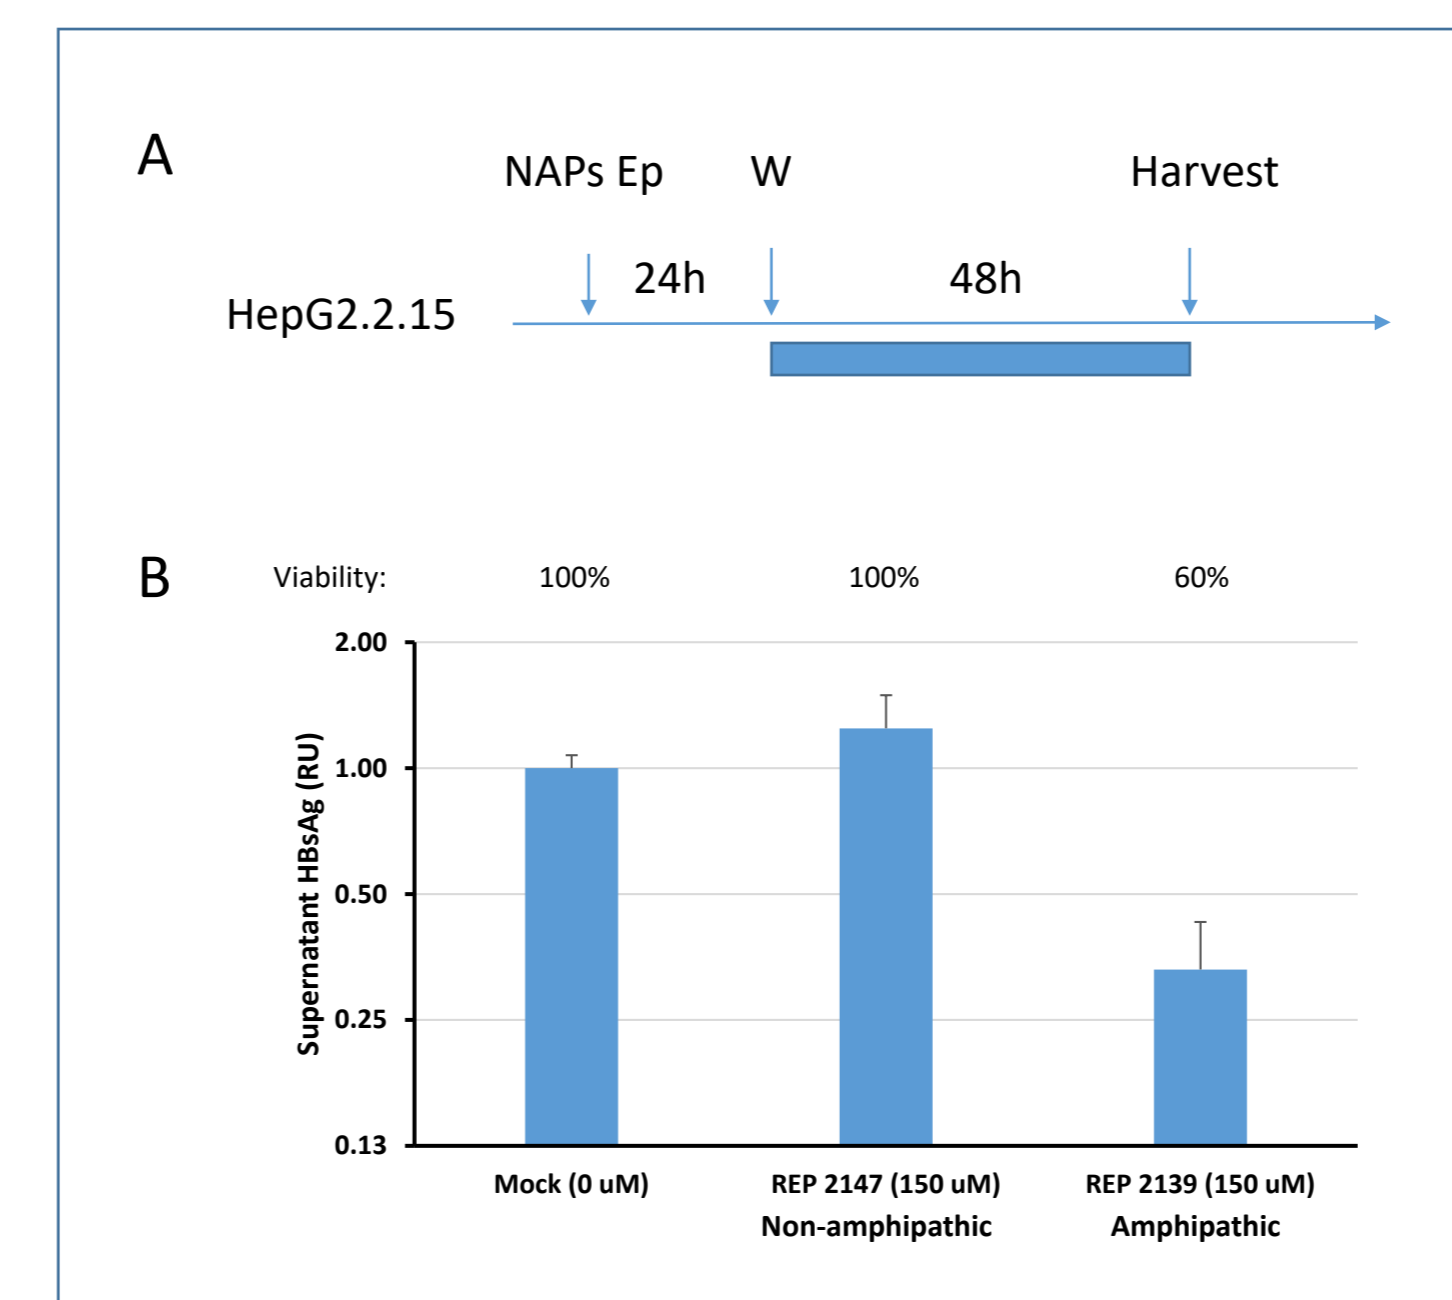 A
NAPs Ep W Harvest
24h 48h
HepG2.2.15
B
Viability: 100% 100% 60%
2.00
1.00
0.50
0.25
0.13
Supernatant HBsAg (RU)
Mock (0 uM) REP 2147 (150 uM) REP 2139 (150 uM)
Non-amphipathic Amphipathic